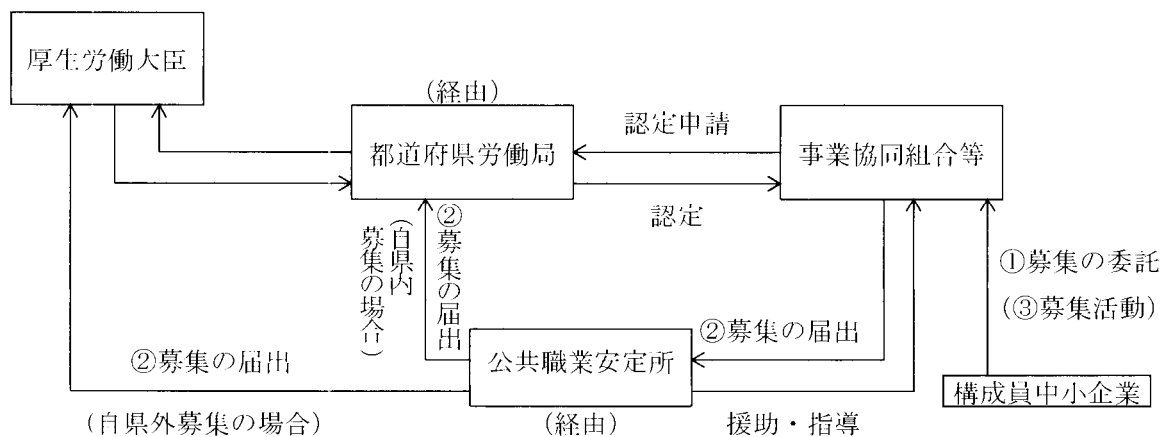 厚生労働大臣
(経由)
都道府県労働局
認定申請
事業協同組合等
認定
②募集の届出
(自県内
募集の場合)
①募集の委託
(③募集活動)
②募集の届出
②募集の届出
公共職業安定所
構成員中小企業
(自県外募集の場合)
(経由)
援助・指導